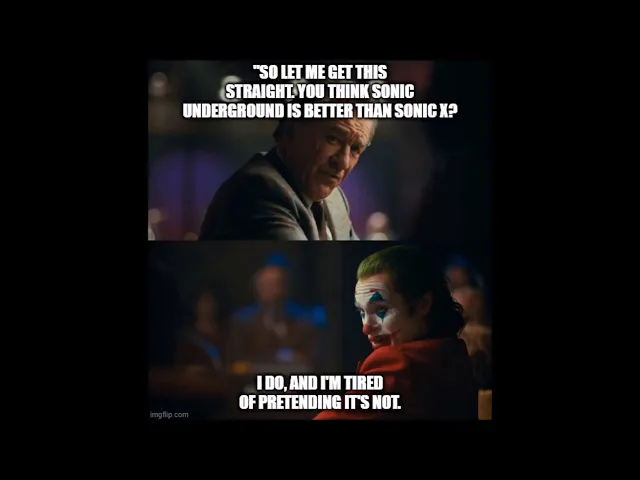 "SO LET ME GET THIS
STRAIGHT. YOU THINK SONIC
UNDERGROUND IS BETTER THAN SONIC X?
I DO, AND I'M TIRED
OF PRETENDING IT'S NOT.
imgflip.com